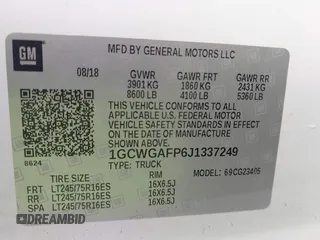 GM
MFD BY GENERAL MOTORS LLC
08/18 GVWR GAWR FRT GAWR RR
3901 KG 1860 KG 2431 KG
8600 LB 4100 LB 5360 LB
THIS VEHICLE CONFORMS TO ALL
APPLICABLE U.S. FEDERAL MOTOR
VEHICLE SAFETY STANDARDS IN EFFECT
ON THE DATE OF MANUFACTURE SHOWN ABOVE.
8624
1GCWGAFP6J1337249
TYPE: TRUCK MODEL: 69CG23405
TIRE SIZE RIM
FRT LT245/75R16ES 16X6.5J
RR LT245/75R16ES 16X6.5J
SPA LT245/75R16ES 16X6.5J
DREAMBID